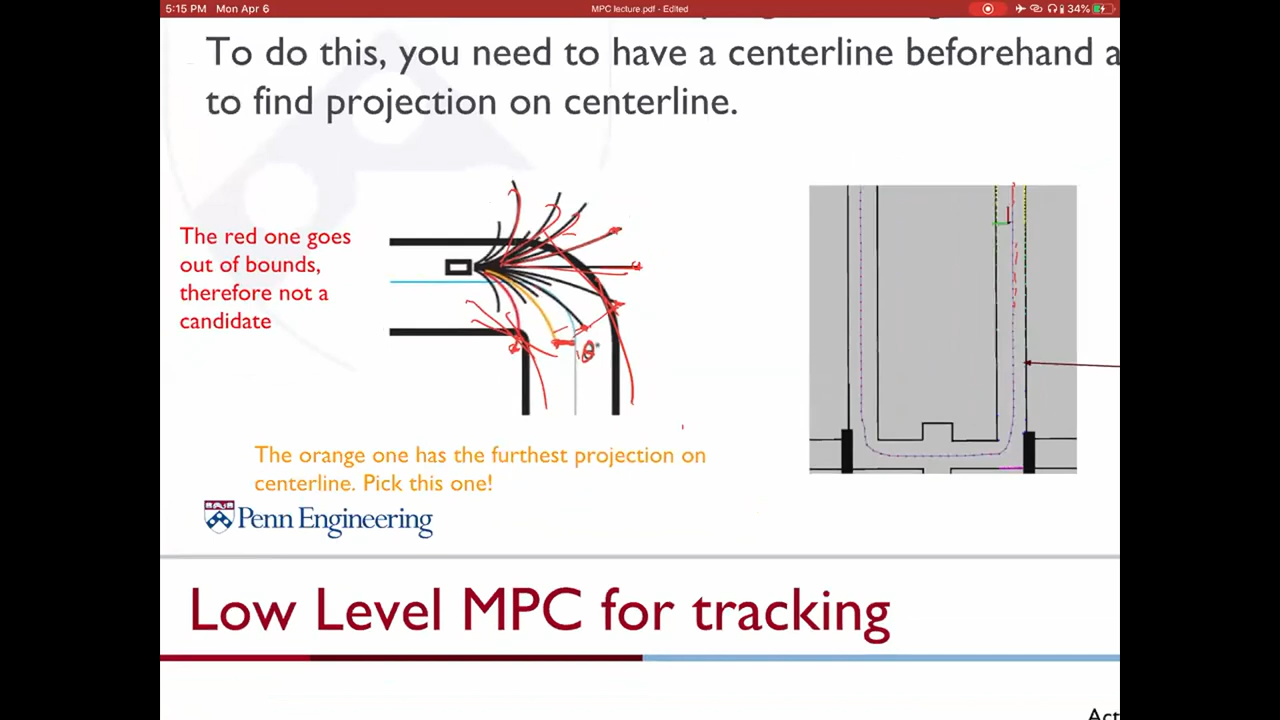 5:15 PM Mon Apr 6
MPC lecture pdf - Edited
34%
To do this, you need to have a centerline beforehand a
to find projection on centerline.
The red one goes
out of bounds,
therefore not a
candidate
θ
The orange one has the furthest projection on
centerline. Pick this one!
Penn Engineering
Low Level MPC for tracking
Act